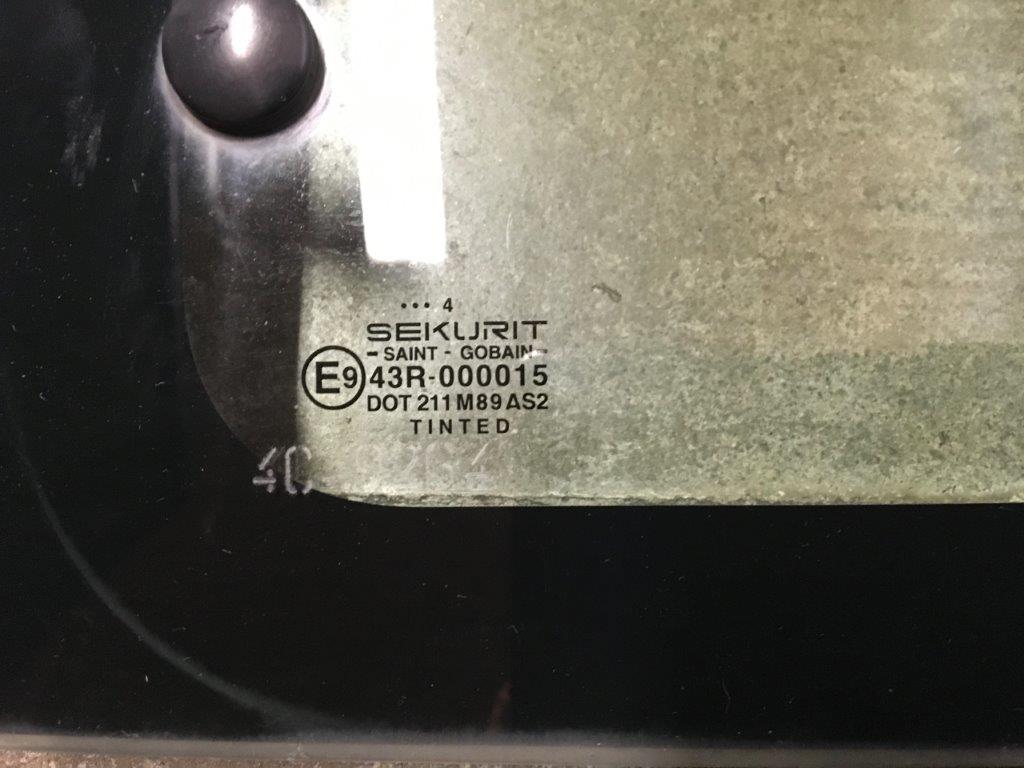 ... 4
SEKURIT
- SAINT - GOBAIN -
E9 43R-000015
DOT 211 M89 AS2
TINTED